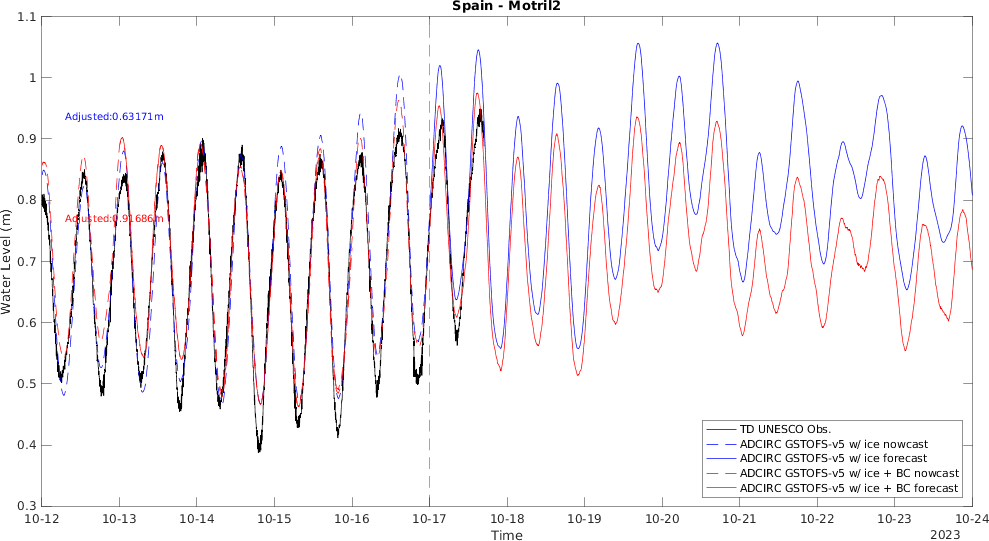 Spain - Motril2
1.1
1
0.9
0.8
0.7
0.6
0.5
0.4
0.3
Water Level (m)
Adjusted:0.63171m
Adjusted:0.91686m
TD UNESCO Obs.
ADCIRC GSTOFS-v5 w/ ice nowcast
ADCIRC GSTOFS-v5 w/ ice forecast
ADCIRC GSTOFS-v5 w/ ice + BC nowcast
ADCIRC GSTOFS-v5 w/ ice + BC forecast
10-12 10-13 10-14 10-15 10-16 10-17 10-18 10-19 10-20 10-21 10-22 10-23 10-24
Time
2023